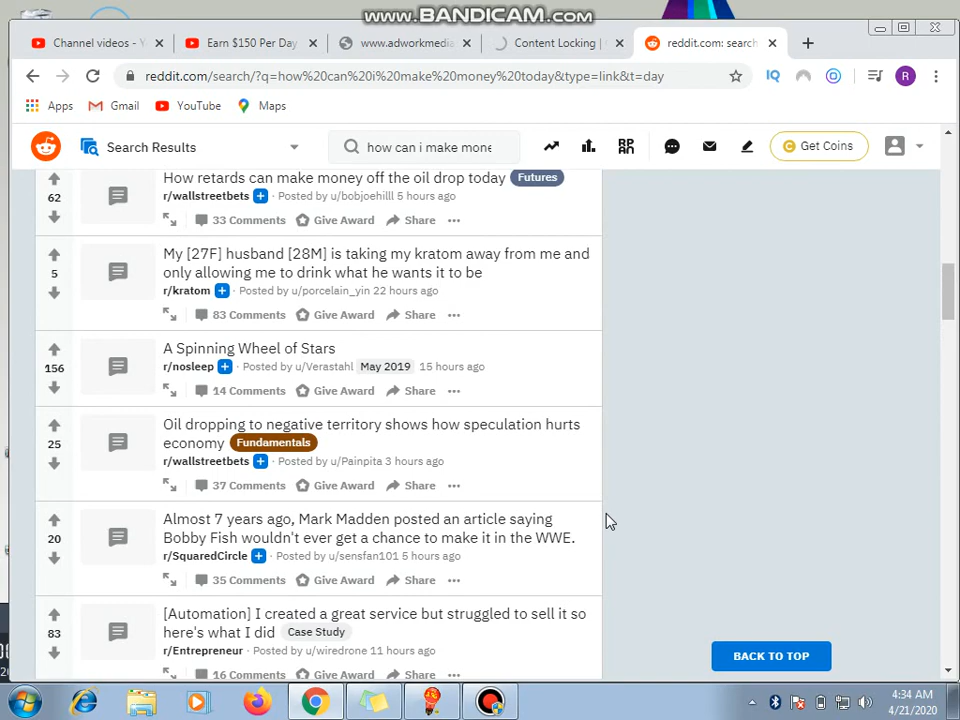 www.BANDICAM.com
Channel videos - Y
Earn $150 Per Day
www.adworkmedia
Content Locking |
reddit.com: search
reddit.com/search/?q=how%20can%20i%20make%20money%20today&type=link&t=day
IQ
R
Apps
Gmail
YouTube
Maps
Search Results
how can i make mone
Get Coins
How retards can make money off the oil drop today Futures
62
r/wallstreetbets Posted by u/bobjoehilll 5 hours ago
33 Comments Give Award Share
My [27F] husband [28M] is taking my kratom away from me and
5
only allowing me to drink what he wants it to be
r/kratom Posted by u/porcelain_yin 22 hours ago
83 Comments Give Award Share
A Spinning Wheel of Stars
156
r/nosleep Posted by u/Verastahl May 2019 15 hours ago
14 Comments Give Award Share
Oil dropping to negative territory shows how speculation hurts
25
economy Fundamentals
r/wallstreetbets Posted by u/Painpita 3 hours ago
37 Comments Give Award Share
Almost 7 years ago, Mark Madden posted an article saying
20
Bobby Fish wouldn't ever get a chance to make it in the WWE.
r/SquaredCircle Posted by u/sensfan101 5 hours ago
35 Comments Give Award Share
[Automation] I created a great service but struggled to sell it so
83
here's what I did Case Study
r/Entrepreneur Posted by u/wiredrone 11 hours ago
16 Comments Give Award Share
BACK TO TOP
4:34 AM
4/21/2020